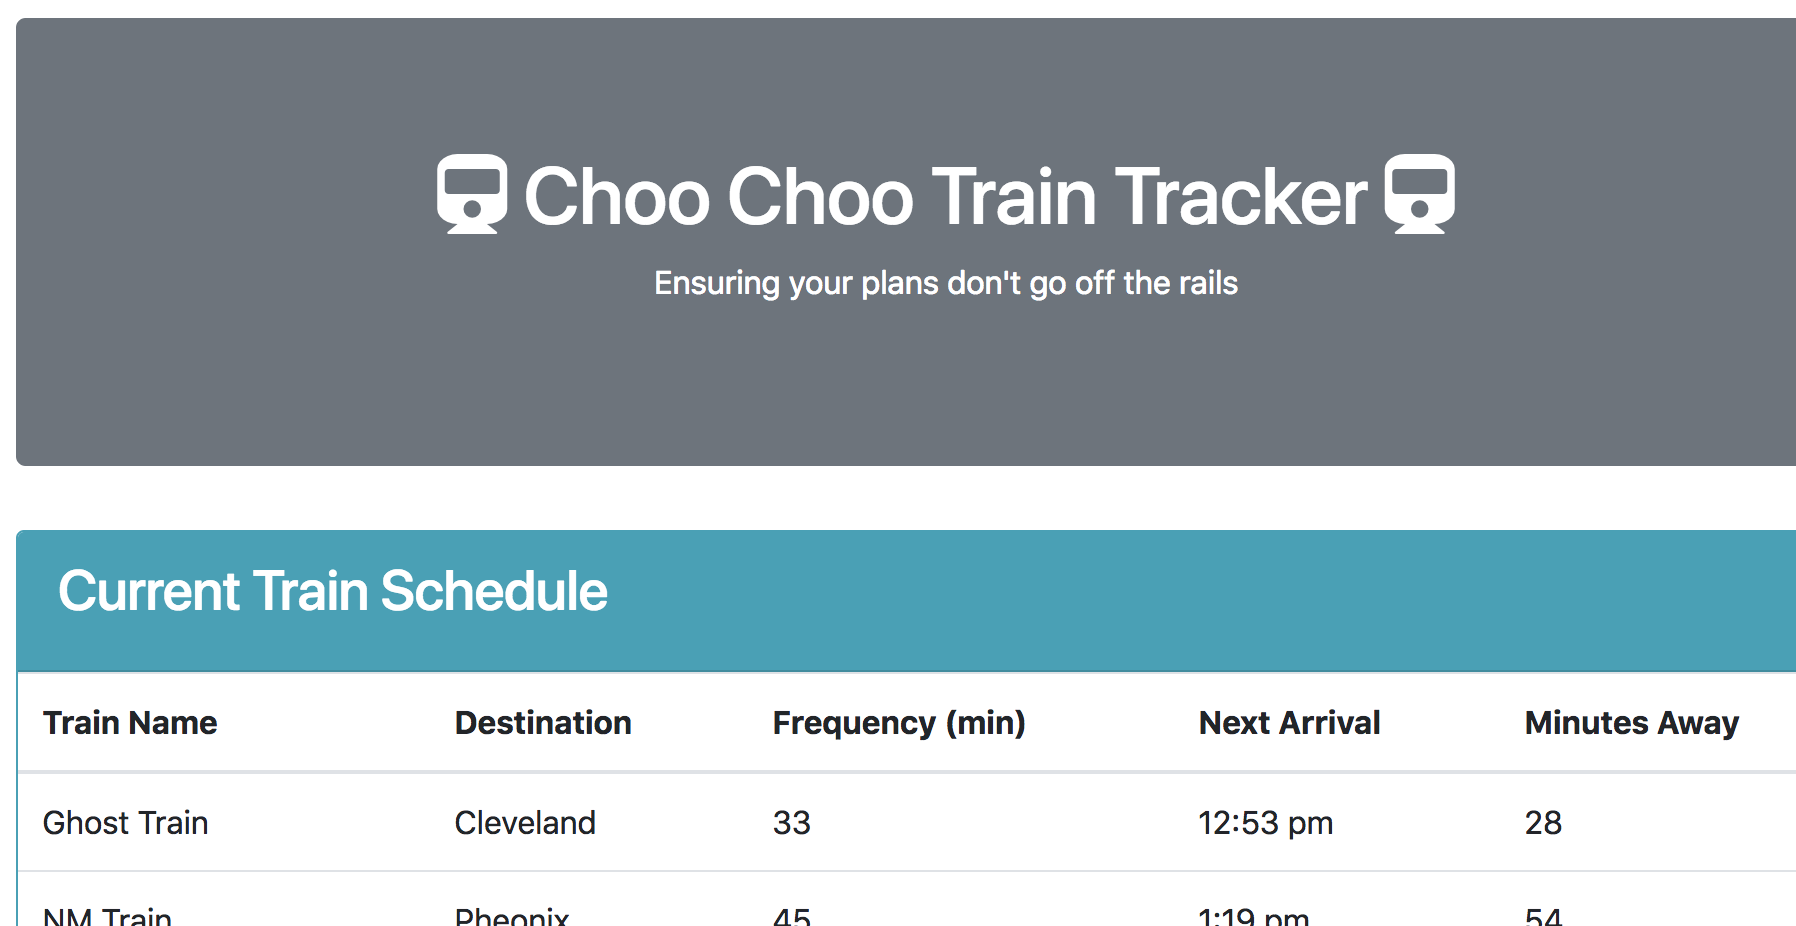 Choo Choo Train Tracker
Ensuring your plans don't go off the rails
Current Train Schedule
Train Name Destination Frequency (min) Next Arrival Minutes Away
Ghost Train Cleveland 33 12:53 pm 28
NM Train Pheonix 45 1:19 pm 54